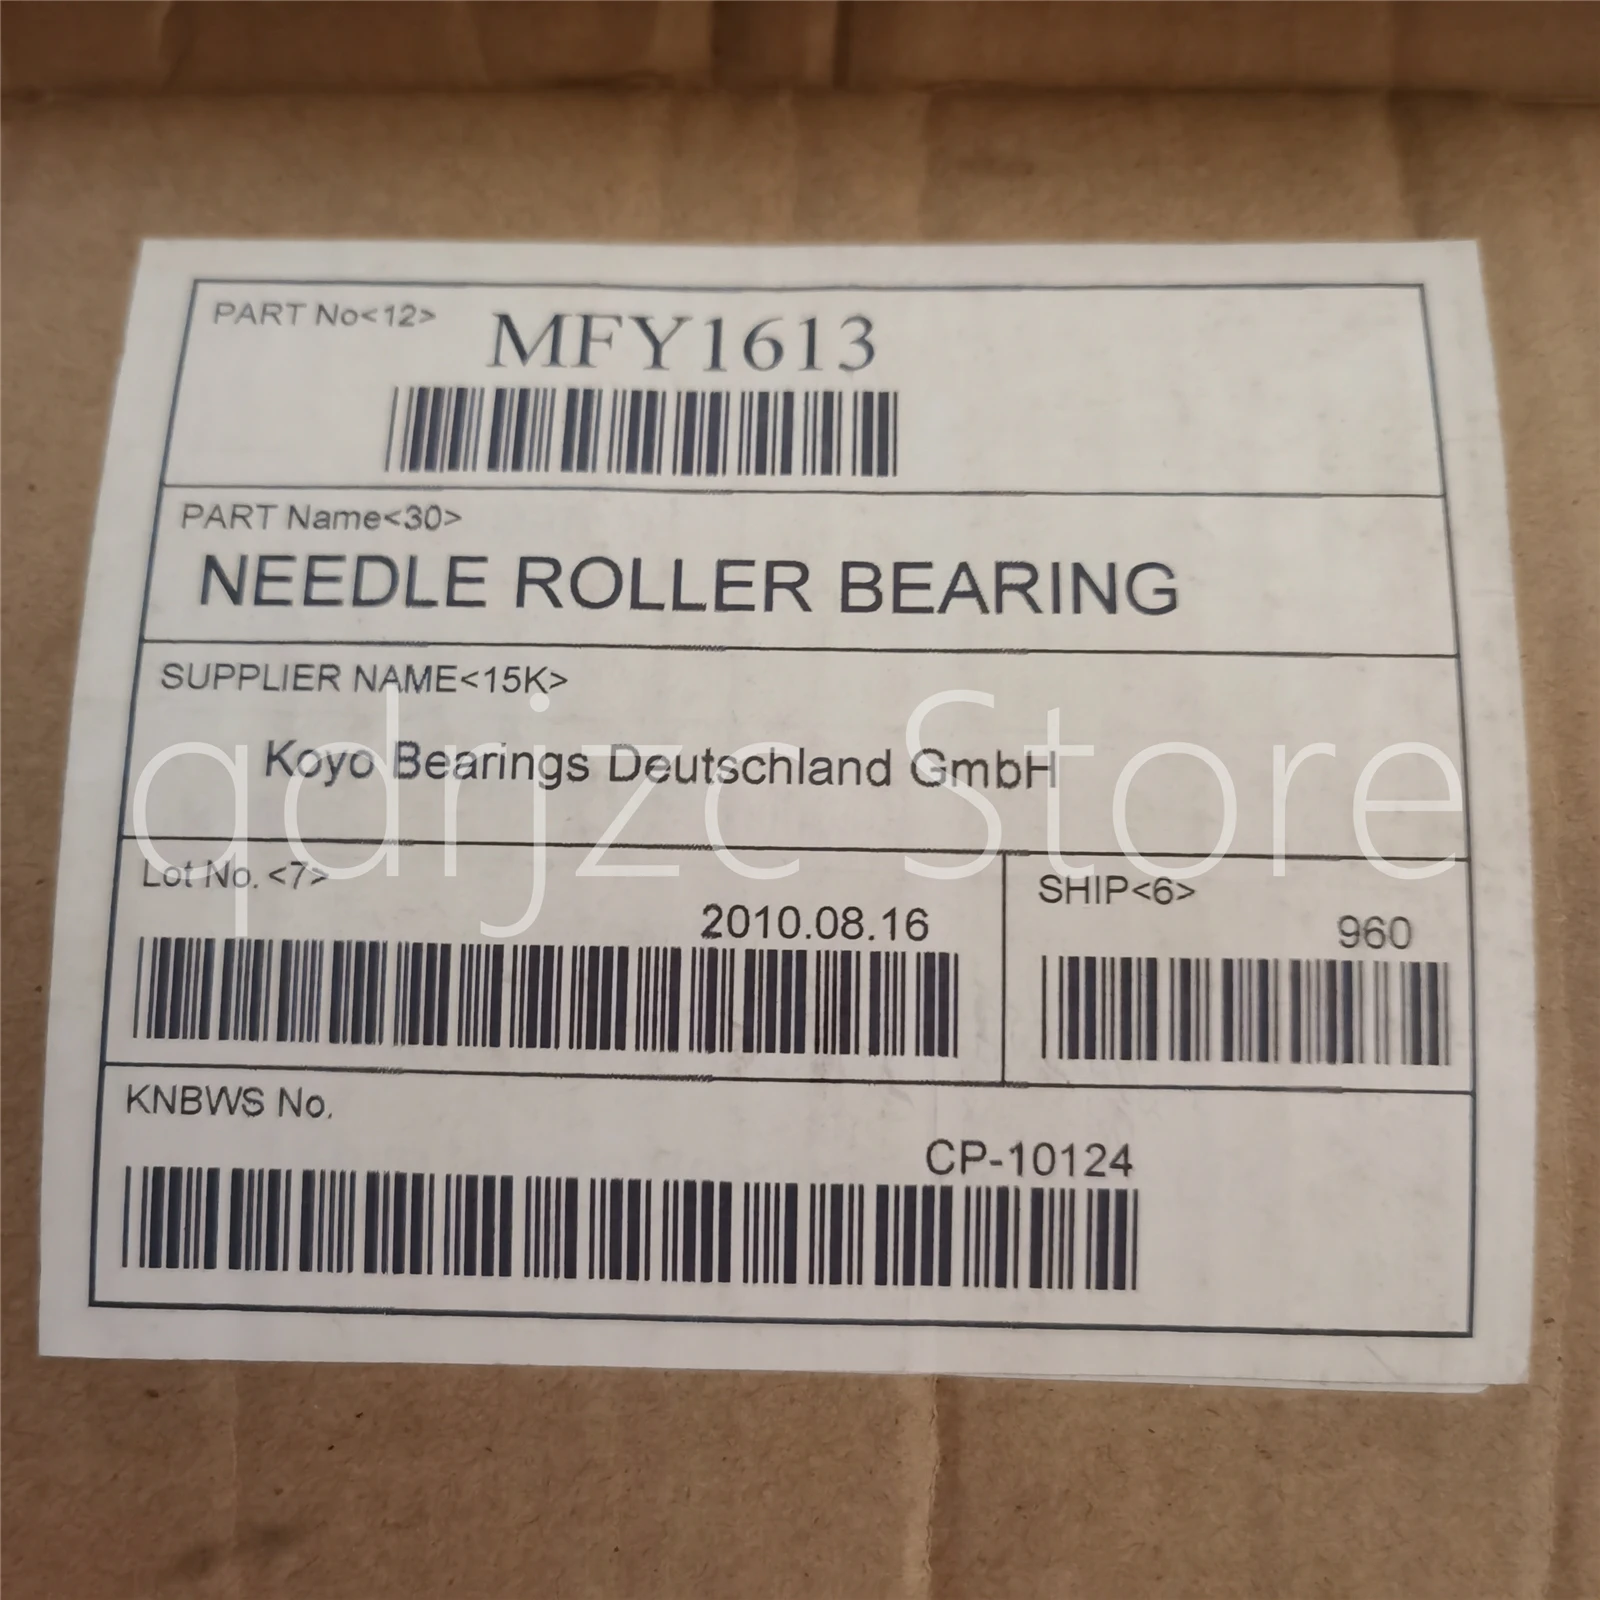 PART No<12>
MFY1613
PART Name<30>
NEEDLE ROLLER BEARING
SUPPLIER NAME<15K>
Koyo Bearings Deutschland GmbH
qdrjzc Store
Lot No. <7>
2010.08.16
SHIP<6>
960
KNBWS No.
CP-10124